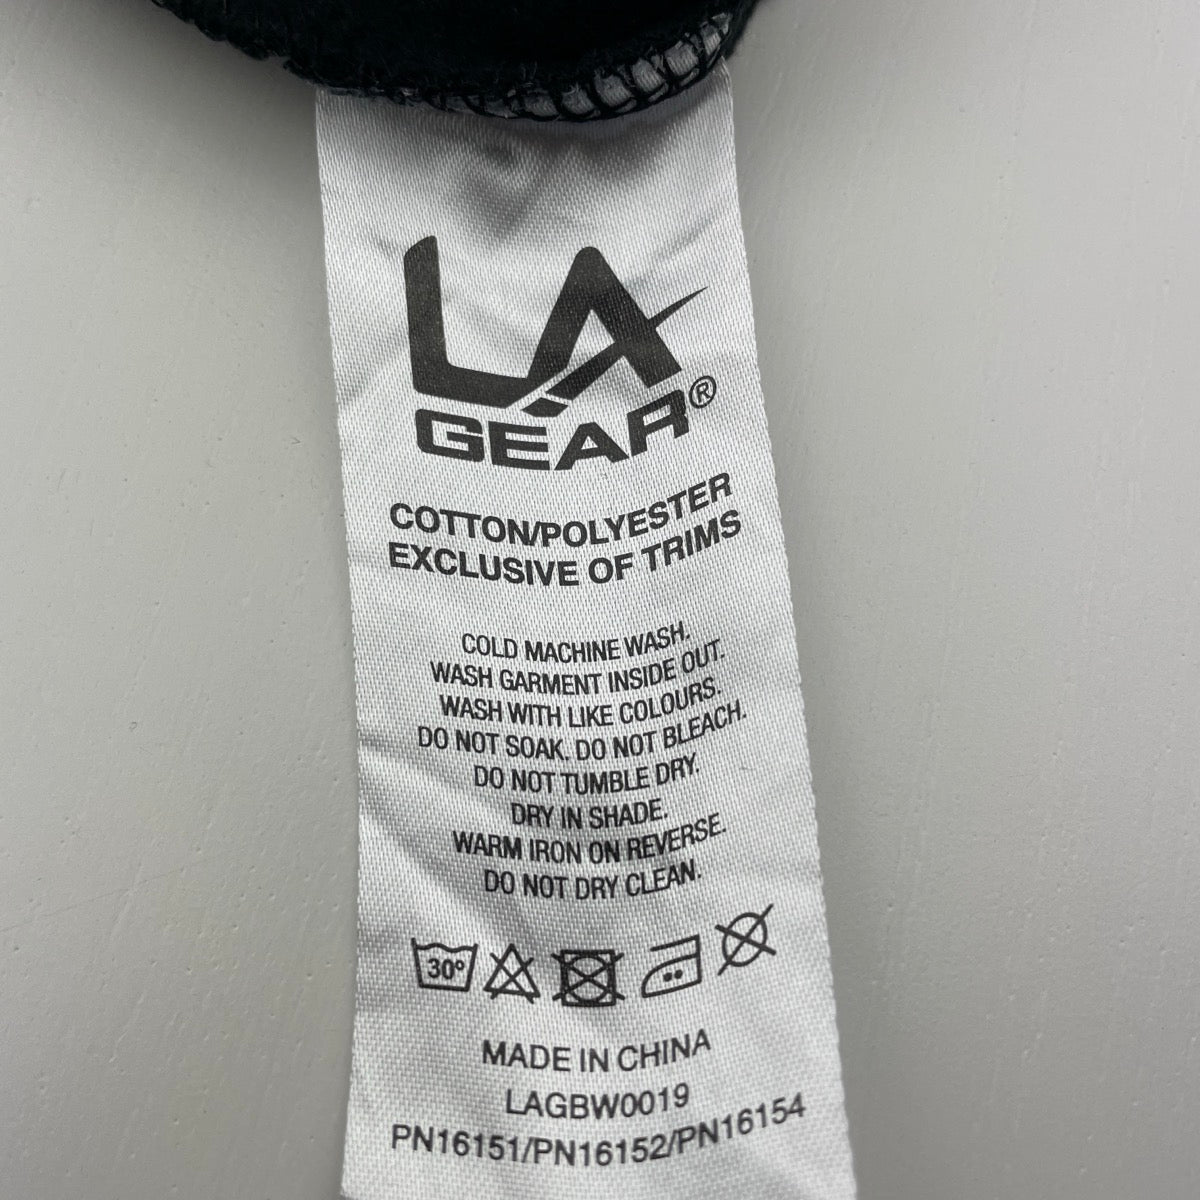 LA
GEAR®
COTTON/POLYESTER
EXCLUSIVE OF TRIMS
COLD MACHINE WASH.
WASH GARMENT INSIDE OUT.
WASH WITH LIKE COLOURS.
DO NOT SOAK. DO NOT BLEACH.
DO NOT TUMBLE DRY.
DRY IN SHADE.
WARM IRON ON REVERSE.
DO NOT DRY CLEAN.
30°
MADE IN CHINA
LAGBW0019
PN16151/PN16152/PN16154